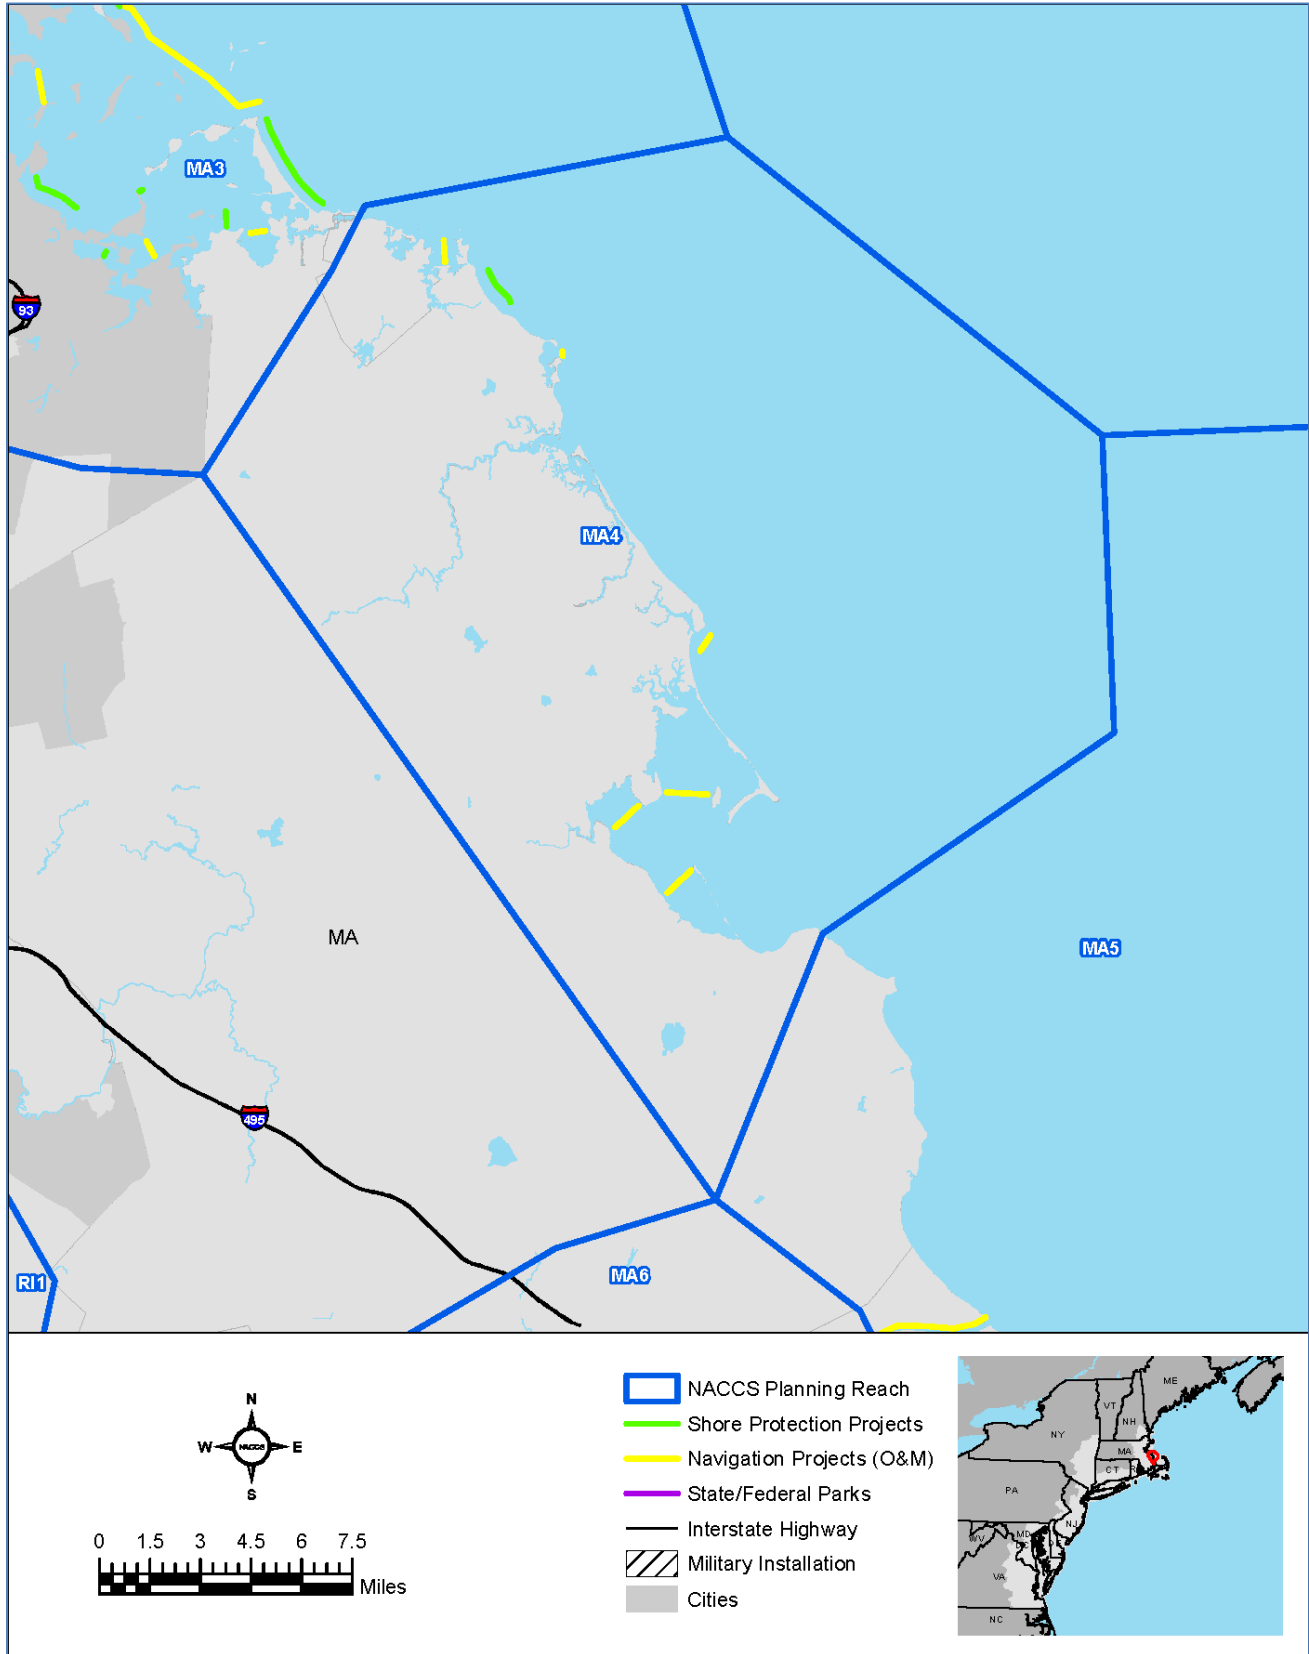 MA3
93
MA4
MA
MA5
495
RI1
MA6
N
W
NACCS
E
S
0 1.5 3 4.5 6 7.5
Miles
NACCS Planning Reach
Shore Protection Projects
Navigation Projects (O&M)
State/Federal Parks
Interstate Highway
Military Installation
Cities
ME
VT
NH
NY
MA
CT
PA
NJ
MD
WV
VA
NC